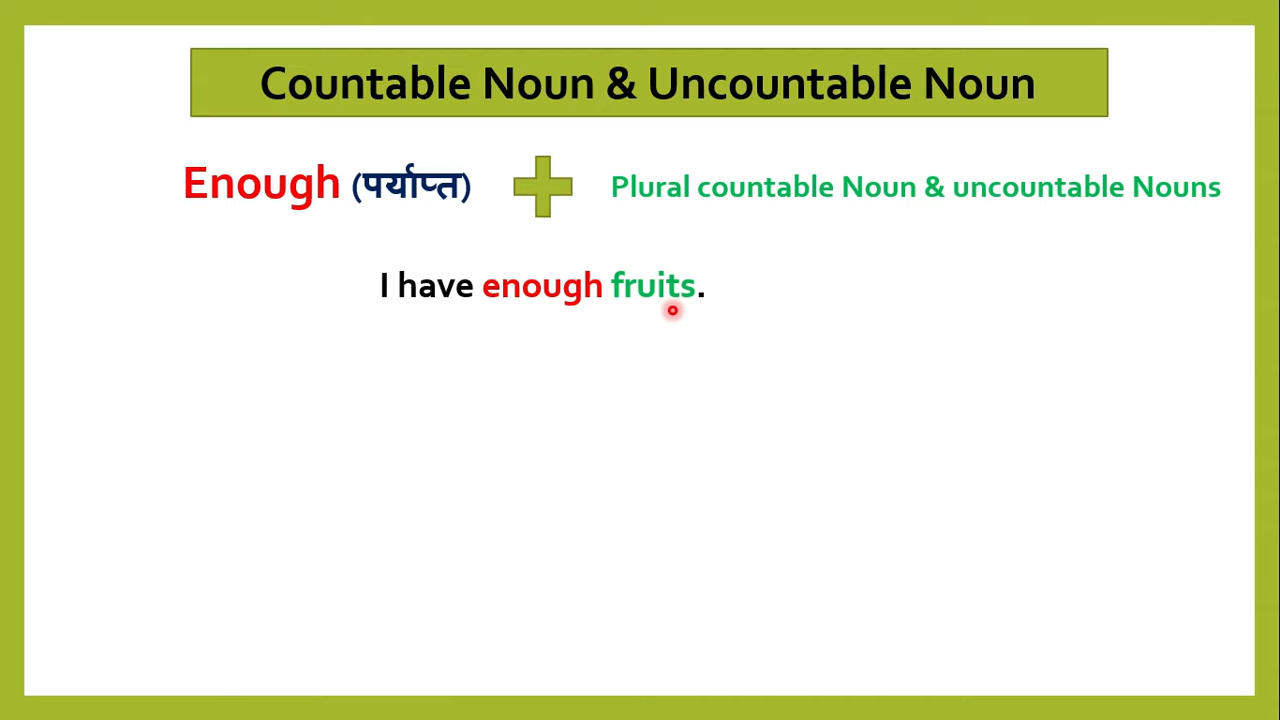 Countable Noun & Uncountable Noun
Enough (पर्याप्त) + Plural countable Noun & uncountable Nouns
I have enough fruits.